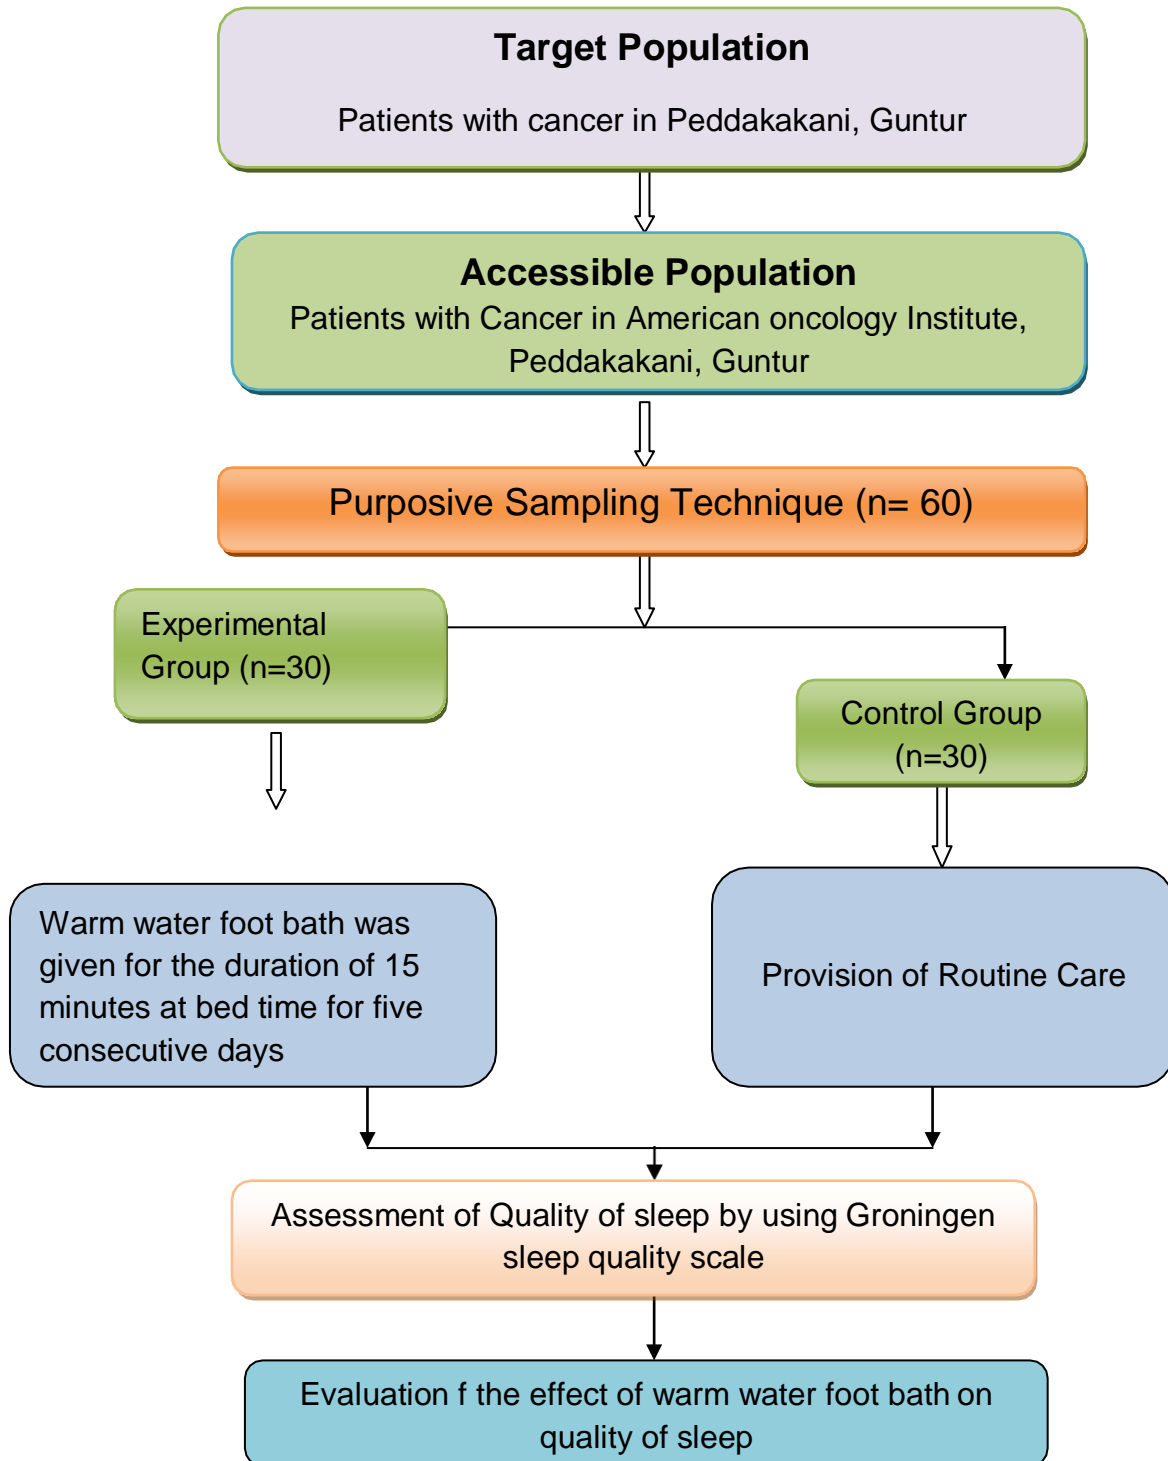 Target Population
Patients with cancer in Peddakakani, Guntur
Accessible Population
Patients with Cancer in American oncology Institute,
Peddakakani, Guntur
Purposive Sampling Technique (n= 60)
Experimental
Group (n=30)
Control Group
(n=30)
Warm water foot bath was
given for the duration of 15
minutes at bed time for five
consecutive days
Provision of Routine Care
Assessment of Quality of sleep by using Groningen
sleep quality scale
Evaluation f the effect of warm water foot bath on
quality of sleep